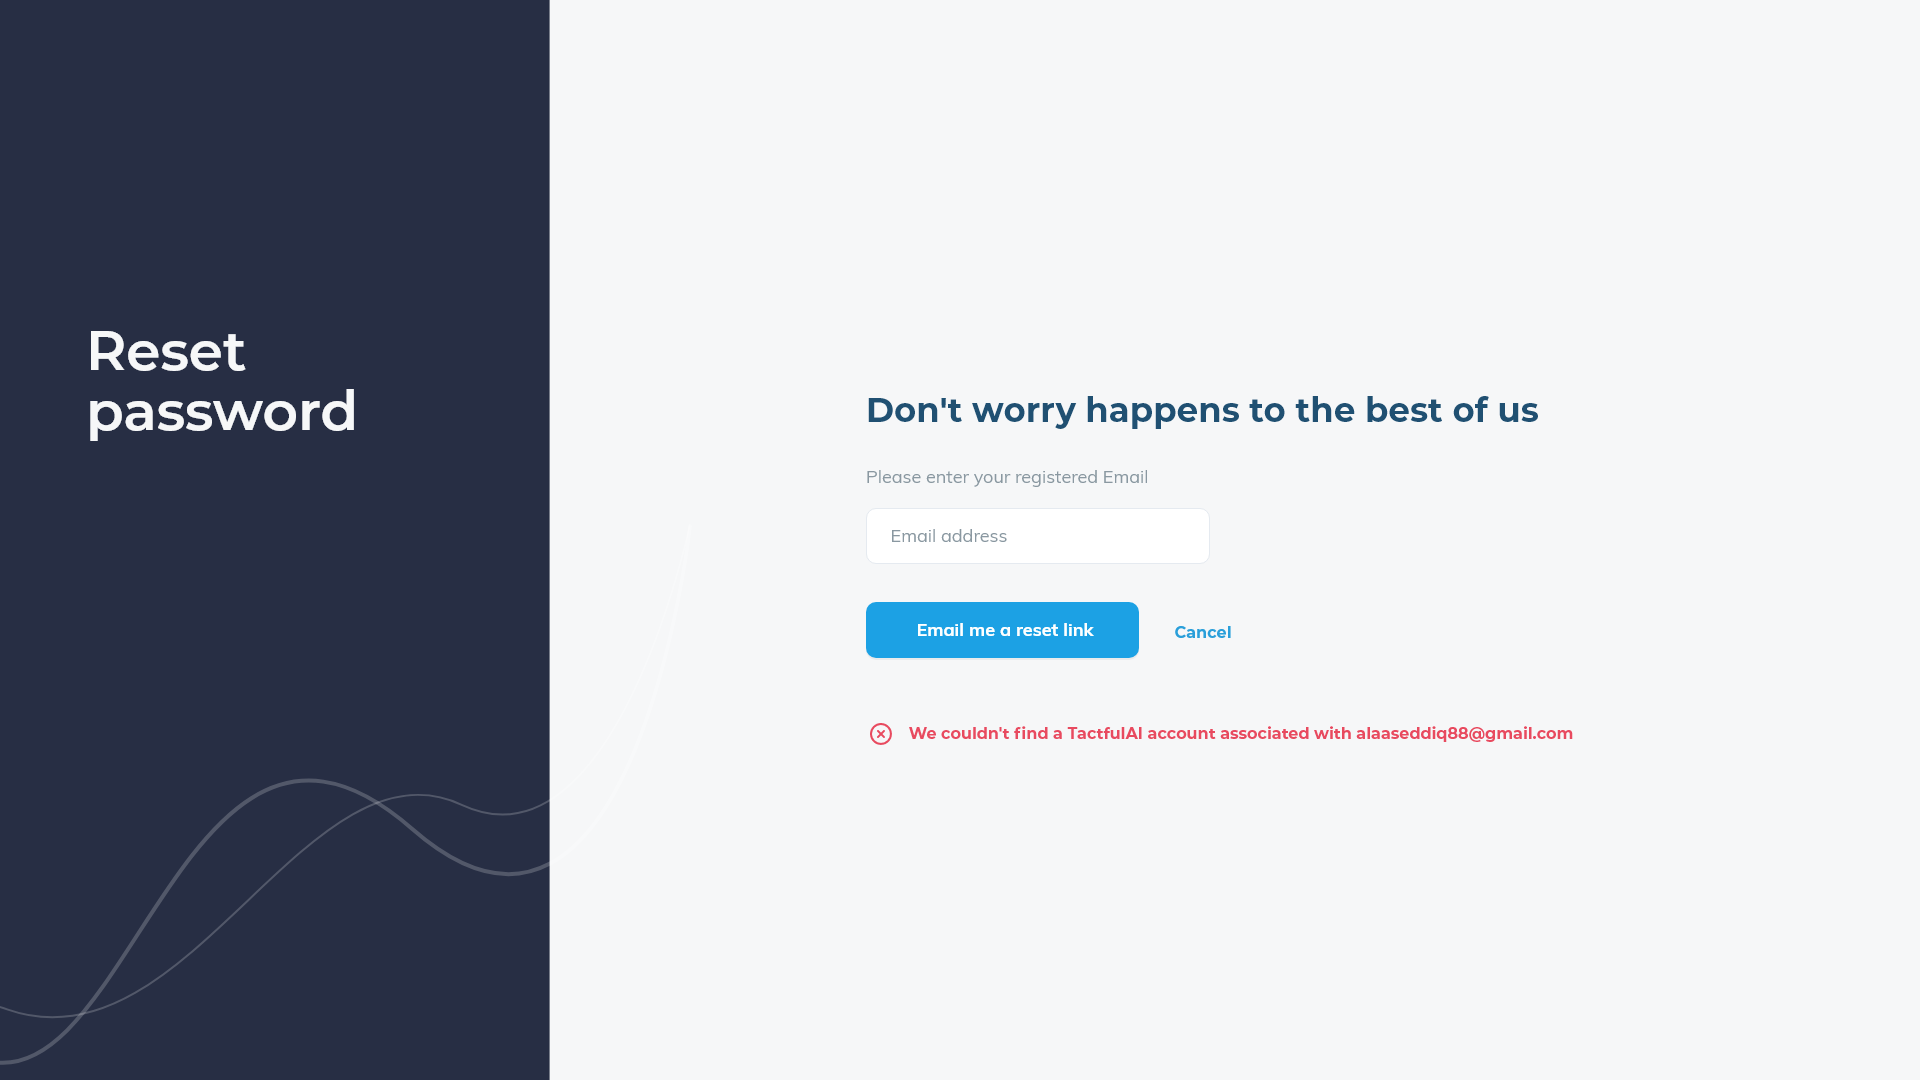 Reset
password
Don't worry happens to the best of us
Please enter your registered Email
Email address
Email me a reset link
Cancel
We couldn't find a TactfulAI account associated with alaaseddiq88@gmail.com